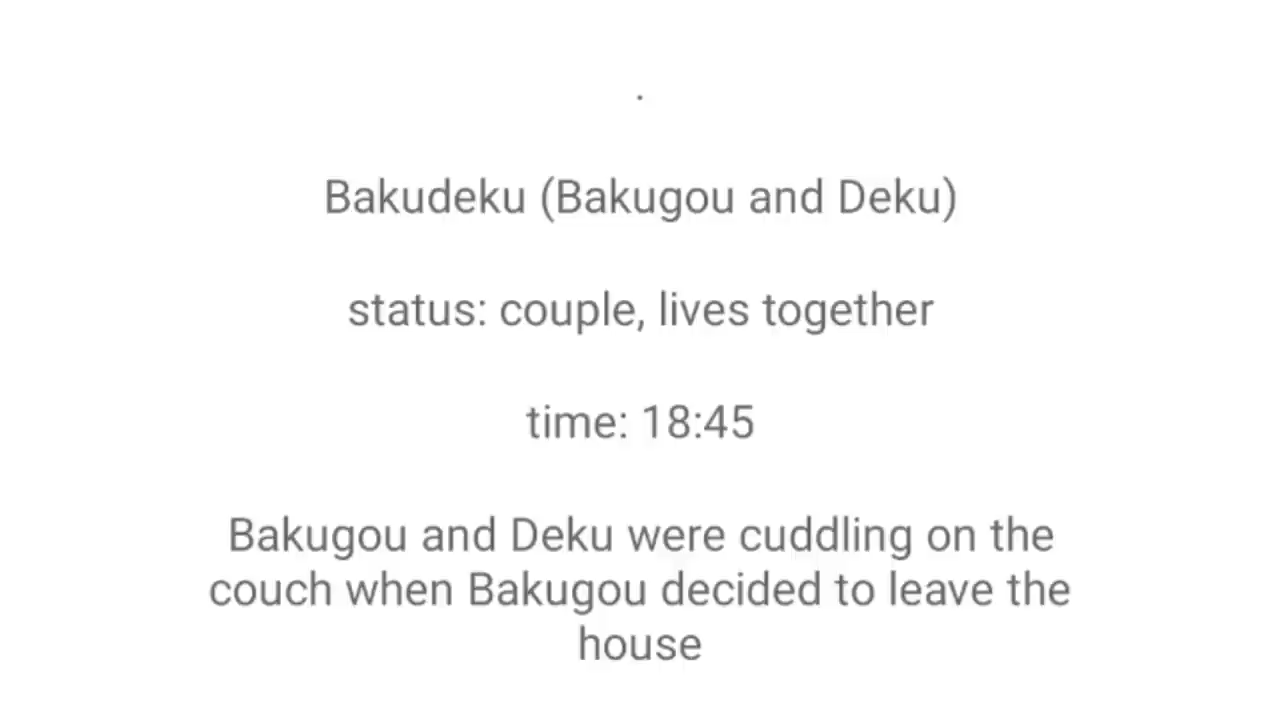 .
Bakudeku (Bakugou and Deku)
status: couple, lives together
time: 18:45
Bakugou and Deku were cuddling on the
couch when Bakugou decided to leave the
house